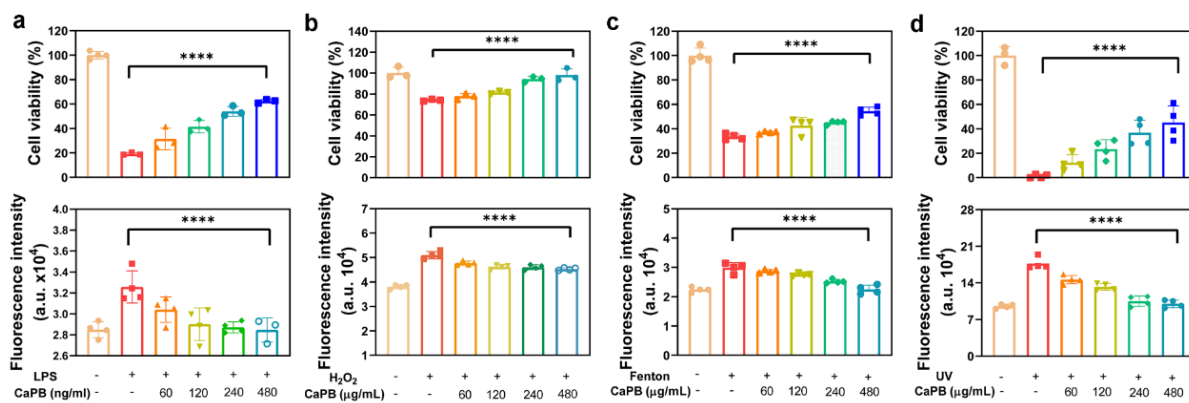 a
Cell viability (%)
120
100
80
60
40
20
0
****
Fluorescence intensity
(a.u. x10⁴)
4.0
3.8
3.6
3.4
3.2
3.0
2.8
2.6
****
LPS - + + + + +
CaPB (ng/ml) - - 60 120 240 480
b
Cell viability (%)
140
120
100
80
60
40
20
0
****
Fluorescence intensity
(a.u. 10⁴)
7
6
5
4
3
2
1
****
H₂O₂ - + + + + +
CaPB (μg/mL) - - 60 120 240 480
c
Cell viability (%)
120
100
80
60
40
20
0
****
Fluorescence intensity
(a.u. 10⁴)
5
4
3
2
1
0
****
Fenton - + + + + +
CaPB (μg/mL) - - 60 120 240 480
d
Cell viability (%)
120
100
80
60
40
20
0
****
Fluorescence intensity
(a.u. 10⁴)
28
21
14
7
0
****
UV - + + + + +
CaPB (μg/mL) - - 60 120 240 480